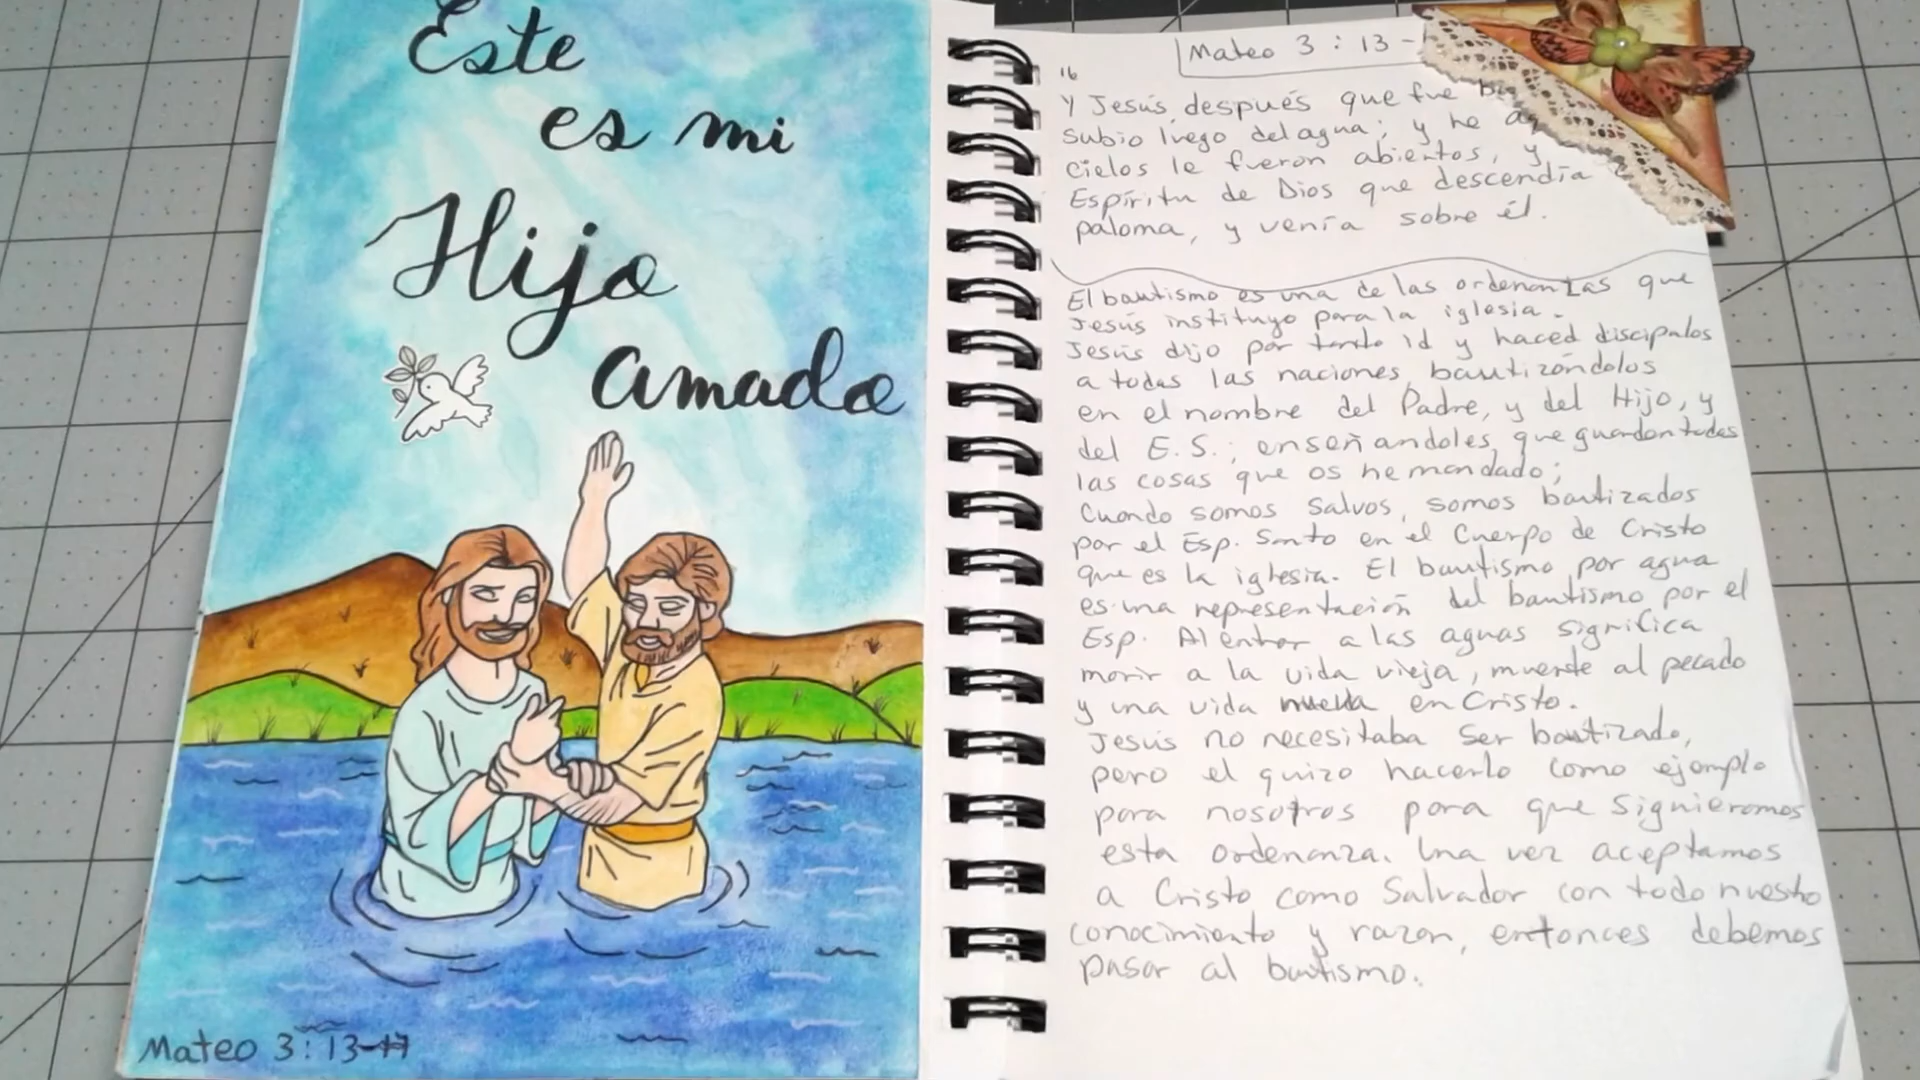 Este
es mi
Hijo
amado
Mateo 3:13-17
Mateo 3:13-
16
Y Jesús, después que fue
subio luego del agua; y he
cielos le fueron abientos, y
Espíritu de Dios que descendía
paloma, y venía sobre él.
El bautismo es una de las ordenanzas que
Jesús instituyo para la iglesia.
Jesús dijo por tanto id y haced discipulos
a todas las naciones, bautizándolos
en el nombre del Padre, y del Hijo, y
del E.S.; enseñandoles, que guarden todas
las cosas que os he mandado;
Cuando somos salvos, somos bautizados
por el Esp. Santo en el Cuerpo de Cristo
que es la iglesia. El bautismo por agua
es una representación del bautismo por el
Esp. Al entrar a las aguas significa
morir a la vida vieja, muerte al pecado
y una vida nueva en Cristo.
Jesús no necesitaba ser bautizado,
pero el quizo hacerlo como ejemplo
para nosotros para que siguieramos
esta ordenanza. Una vez aceptamos
a Cristo como Salvador con todo nuestro
conocimiento y razon, entonces debemos
pasar al bautismo.